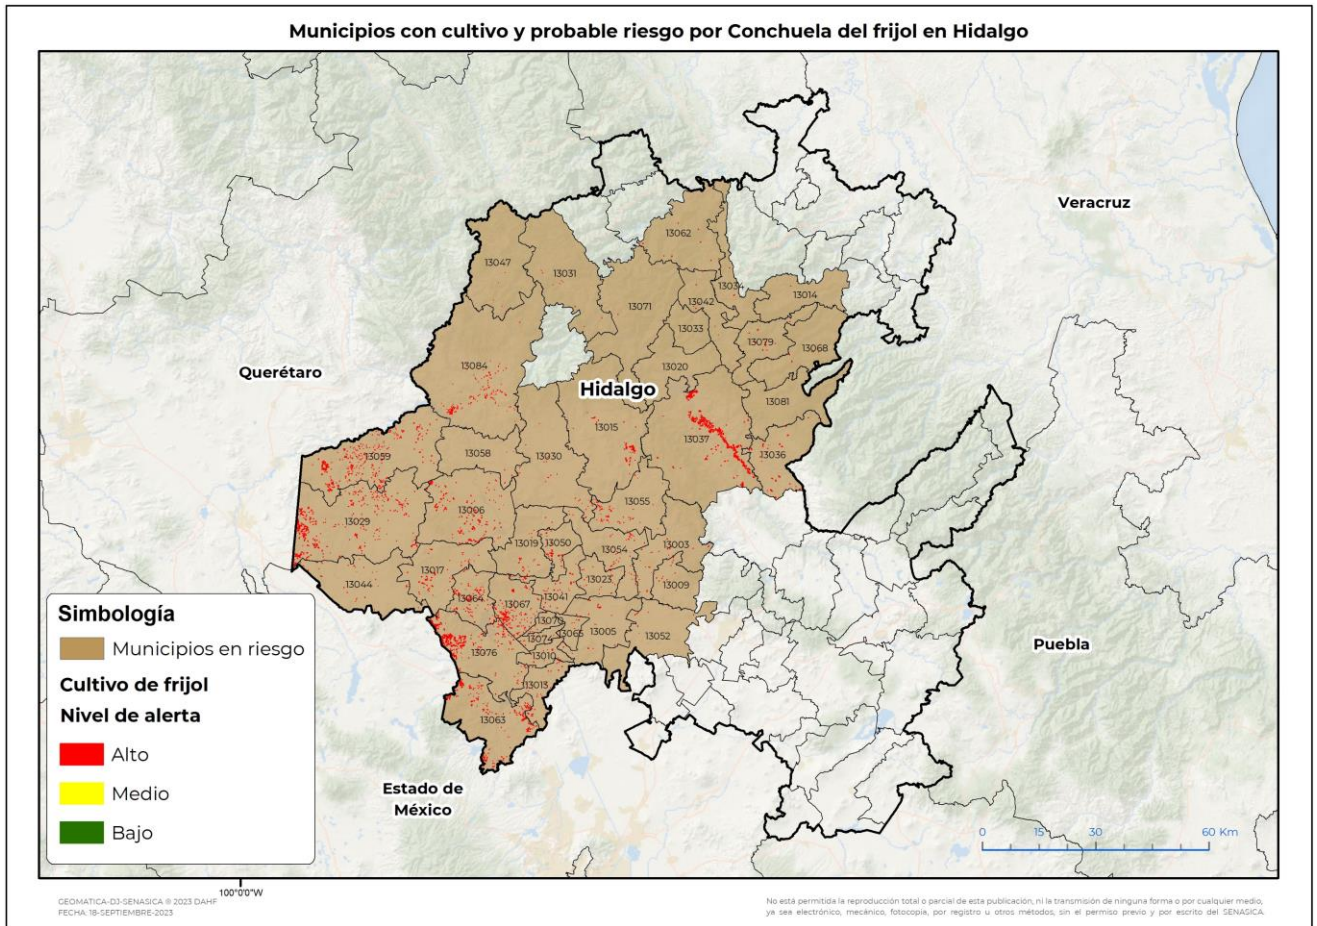 Municipios con cultivo y probable riesgo por Conchuela del frijol en Hidalgo
Veracruz
13062
13047
13031
13034
13014
13071
13042
13033
13079
13068
Querétaro
13084
13020
Hidalgo
13081
13015
13037
13059
13058
13030
13036
13055
13006
13029
13019
13050
13054
13003
13017
13023
13009
13044
13064
13067
13041
13070
13065
13005
13052
13074
13076
13010
Puebla
13013
13063
Simbología
Municipios en riesgo
Cultivo de frijol
Nivel de alerta
Alto
Medio
Bajo
Estado de
México
0 15 30 60 Km
100°0'0"W
GEOMATICA-DJ-SENASICA ® 2023 DAHF
FECHA: 18-SEPTIEMBRE-2023
No está permitida la reproducción total o parcial de esta publicación, ni la transmisión de ninguna forma o por cualquier medio,
ya sea electrónico, mecánico, fotocopia, por registro u otros métodos, sin el permiso previo y por escrito del SENASICA.